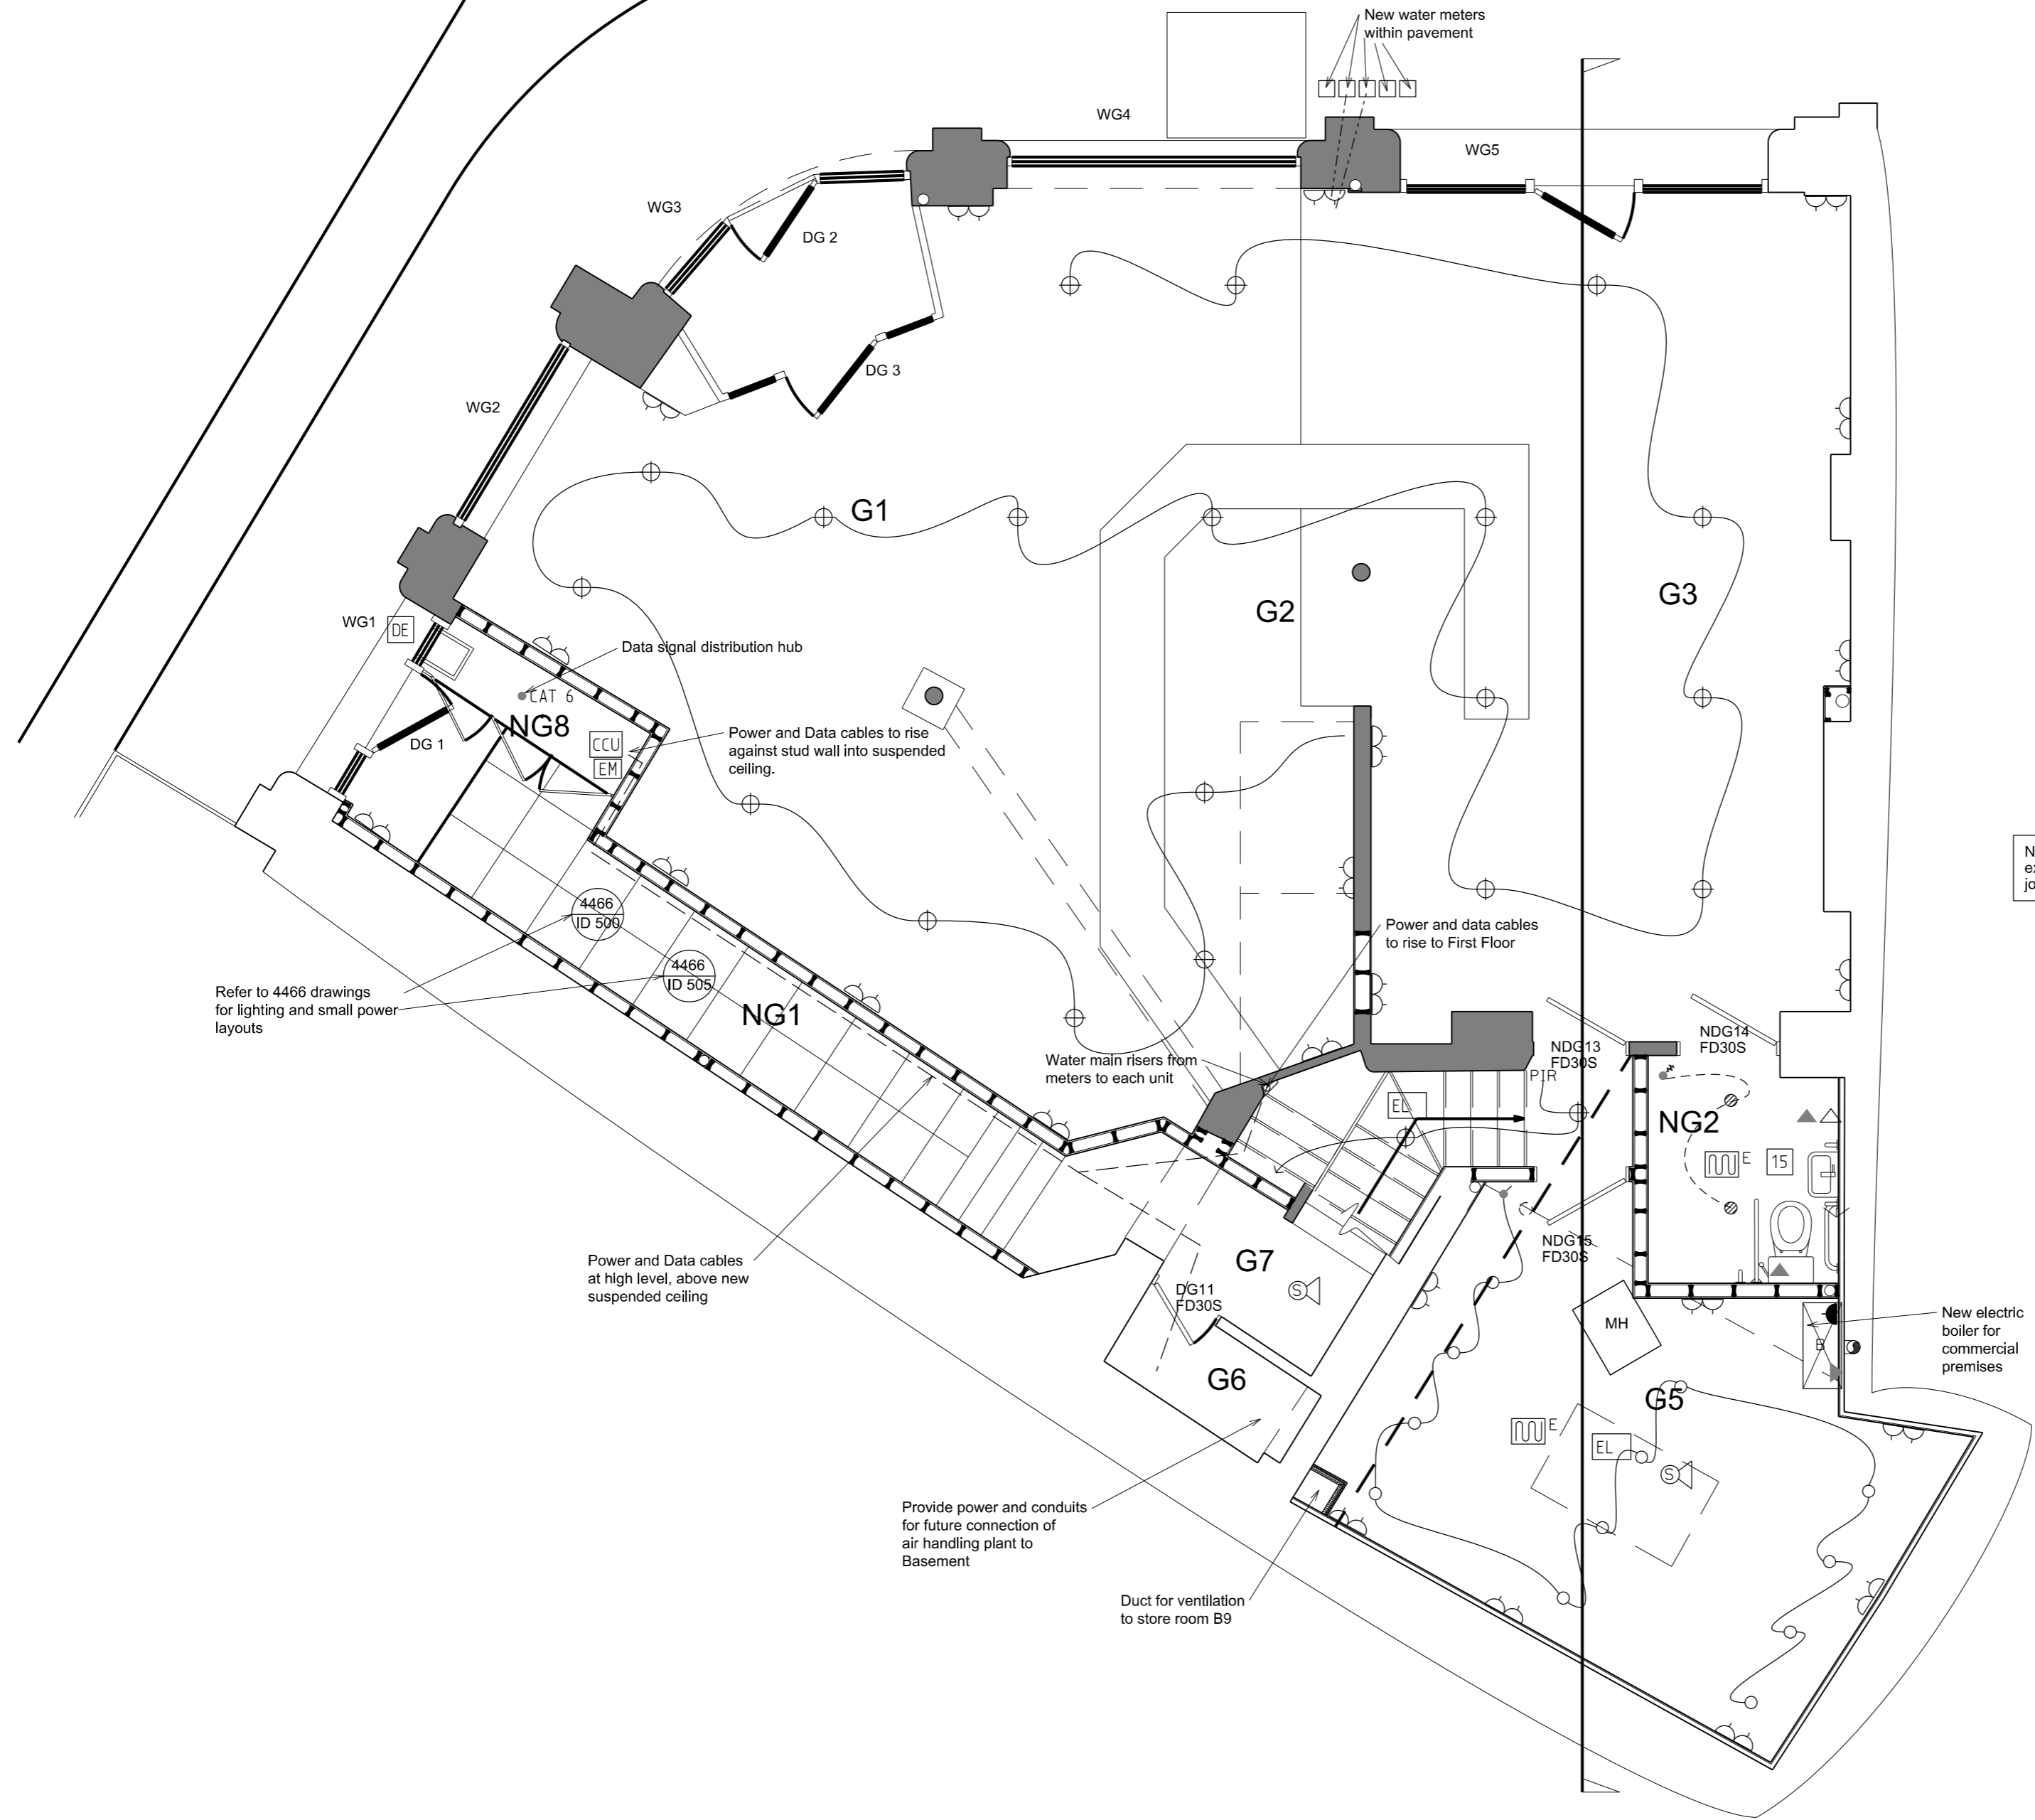 New water meters
within pavement
WG4
WG5
WG3
DG 2
DG 3
WG2
G1
G3
G2
WG1
DE
Data signal distribution hub
CAT 6
NG8
DG 1
CCU
EM
Power and Data cables to rise
against stud wall into suspended
ceiling.
N
ex
jo
4466
ID 500
4466
ID 505
Power and data cables
to rise to First Floor
Refer to 4466 drawings
for lighting and small power
layouts
NG1
Water main risers from
meters to each unit
NDG13
FD30S
NDG14
FD30S
PIR
EL
NG2
E
15
NDG15
FD30S
Power and Data cables
at high level, above new
suspended ceiling
G7
S
DG11
FD30S
MH
New electric
boiler for
commercial
premises
B
G6
G5
E
EL
S
Provide power and conduits
for future connection of
air handling plant to
Basement
Duct for ventilation
to store room B9